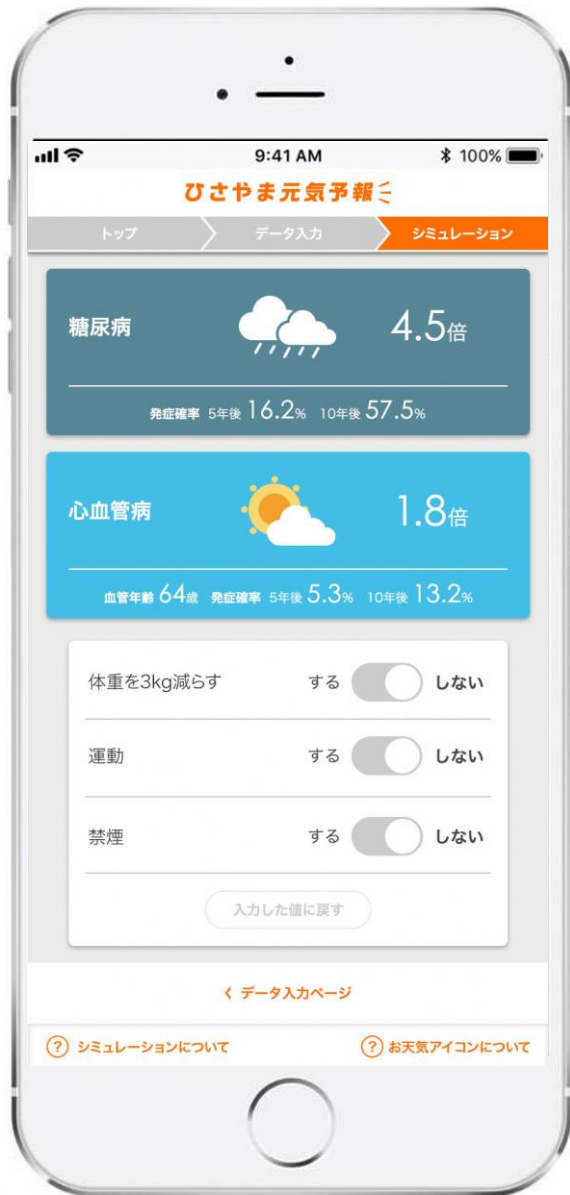 9:41 AM 100%
ひさやま元気予報
トップ データ入力 シミュレーション
糖尿病 4.5倍
発症確率 5年後 16.2% 10年後 57.5%
心血管病 1.8倍
血管年齢 64歳 発症確率 5年後 5.3% 10年後 13.2%
体重を3kg減らす する しない
運動 する しない
禁煙 する しない
入力した値に戻す
< データ入力ページ
? シミュレーションについて ? お天気アイコンについて